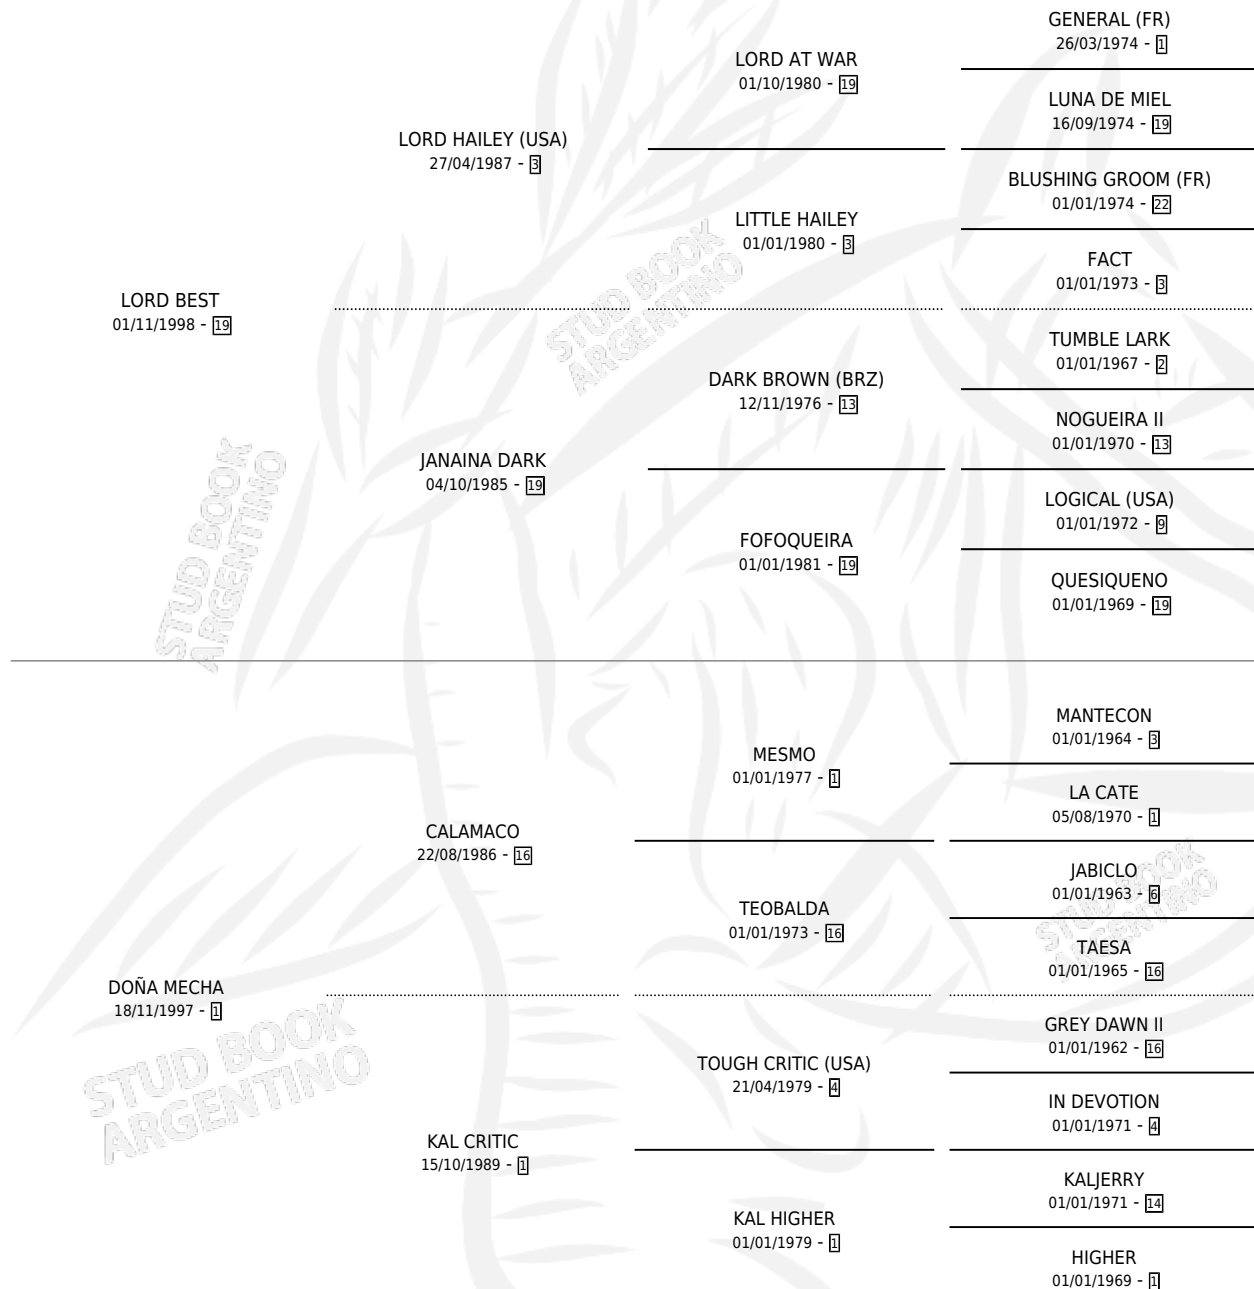 GENERAL (FR)
26/03/1974 - 1
LORD AT WAR
01/10/1980 - 19
LUNA DE MIEL
16/09/1974 - 19
LORD HAILEY (USA)
27/04/1987 - 3
BLUSHING GROOM (FR)
01/01/1974 - 22
LITTLE HAILEY
01/01/1980 - 3
FACT
01/01/1973 - 3
LORD BEST
01/11/1998 - 19
TUMBLE LARK
01/01/1967 - 2
DARK BROWN (BRZ)
12/11/1976 - 13
NOGUEIRA II
01/01/1970 - 13
JANAINA DARK
04/10/1985 - 19
LOGICAL (USA)
01/01/1972 - 9
FOFOQUEIRA
01/01/1981 - 19
QUESIQUENO
01/01/1969 - 19
MANTECON
01/01/1964 - 3
MESMO
01/01/1977 - 1
LA CATE
05/08/1970 - 1
CALAMACO
22/08/1986 - 16
JABICLO
01/01/1963 - 6
TEOBALDA
01/01/1973 - 16
TAESA
01/01/1965 - 16
DOÑA MECHA
18/11/1997 - 1
GREY DAWN II
01/01/1962 - 16
TOUGH CRITIC (USA)
21/04/1979 - 4
IN DEVOTION
01/01/1971 - 4
KAL CRITIC
15/10/1989 - 1
KALJERRY
01/01/1971 - 14
KAL HIGHER
01/01/1979 - 1
HIGHER
01/01/1969 - 1
STUD BOOK
ARGENTINO
STUD BOOK
ARGENTINO
STUD BOOK
ARGENTINO
STUD BOOK
ARGENTINO